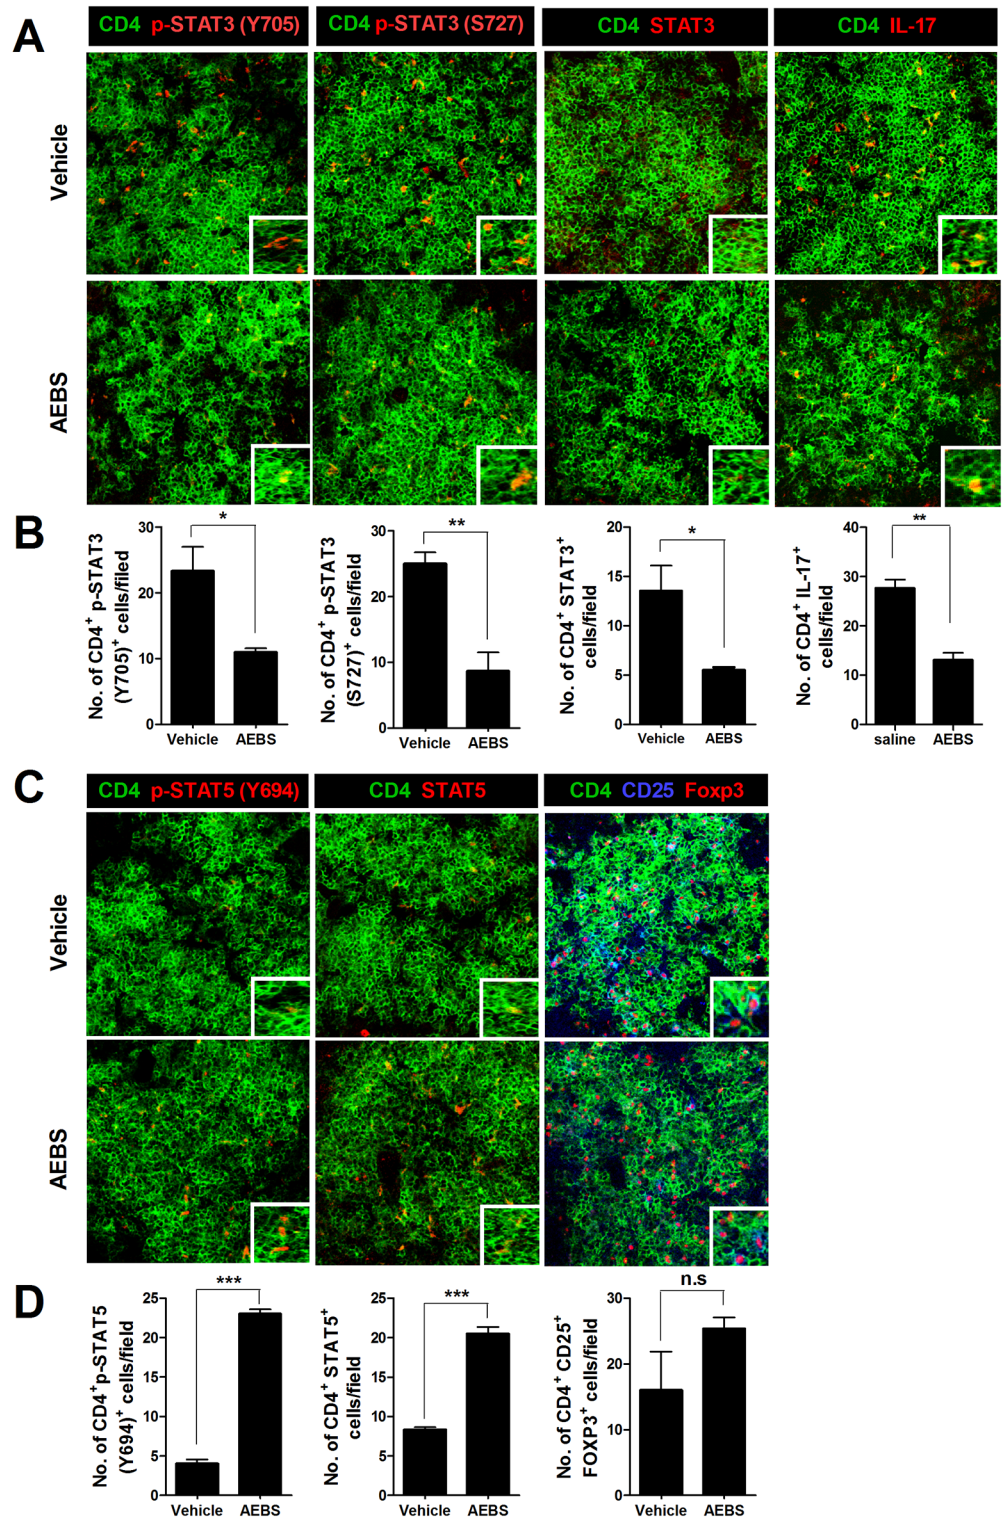 A
CD4 p-STAT3 (Y705)
CD4 p-STAT3 (S727)
CD4 STAT3
CD4 IL-17
Vehicle
AEBS
B
No. of CD4+ p-STAT3
(Y705)+ cells/filed
30
20
10
0
*
Vehicle AEBS
No. of CD4+ p-STAT3
(S727)+ cells/field
30
20
10
0
**
Vehicle AEBS
No. of CD4+ STAT3+
cells/field
20
15
10
5
0
*
Vehicle AEBS
No. of CD4+ IL-17+
cells/field
40
30
20
10
0
**
saline AEBS
C
CD4 p-STAT5 (Y694)
CD4 STAT5
CD4 CD25 Foxp3
Vehicle
AEBS
D
No. of CD4+p-STAT5
(Y694)+ cells/field
25
20
15
10
5
0
***
Vehicle AEBS
No. of CD4+ STAT5+
cells/field
25
20
15
10
5
0
***
Vehicle AEBS
No. of CD4+ CD25+
FOXP3+ cells/field
30
20
10
0
n.s
Vehicle AEBS